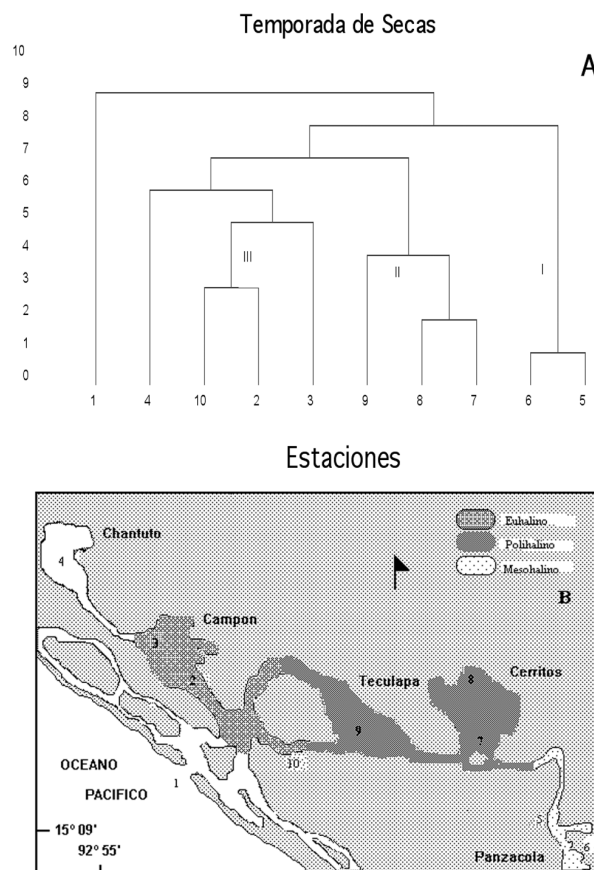 Temporada de Secas
A
10
9
8
7
6
5
4
3
2
1
0
III
II
I
1 4 10 2 3 9 8 7 6 5
Estaciones
Chantuto
4
Campon
3
2
Euhalino
Polihalino
Mesohalino
B
Teculapa
Cerritos
8
9
7
10
OCEANO
PACIFICO
1
5
6
15° 09'
92° 55'
Panzacola